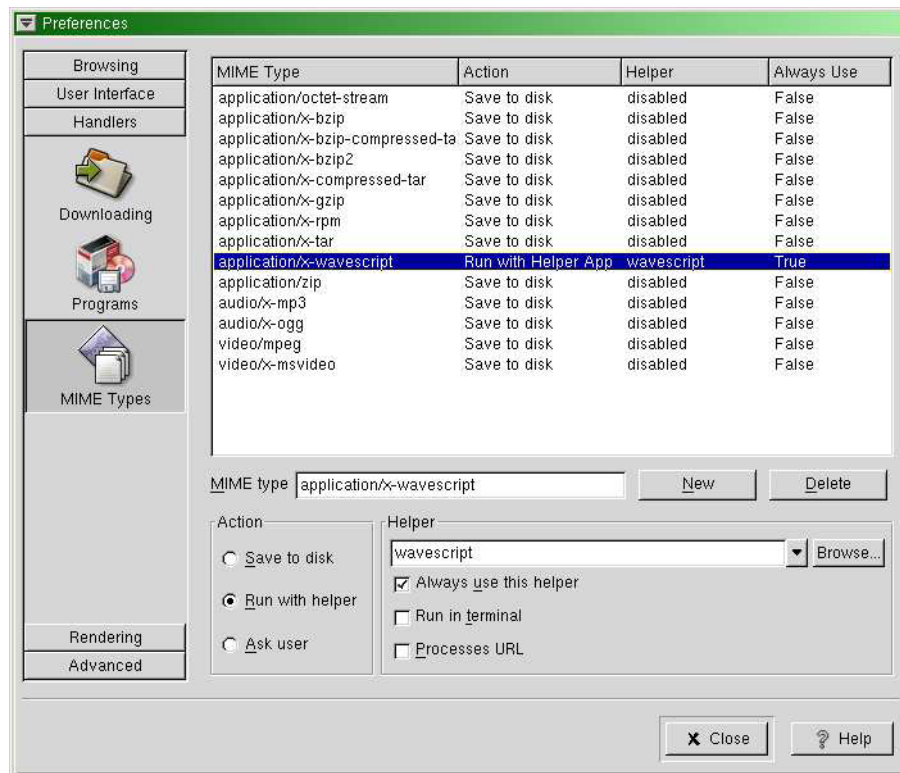 Preferences
Browsing
User Interface
Handlers
Downloading
Programs
MIME Types
Rendering
Advanced
MIME Type Action Helper Always Use
application/octet-stream Save to disk disabled False
application/x-bzip Save to disk disabled False
application/x-bzip-compressed-ta Save to disk disabled False
application/x-bzip2 Save to disk disabled False
application/x-compressed-tar Save to disk disabled False
application/x-gzip Save to disk disabled False
application/x-rpm Save to disk disabled False
application/x-tar Save to disk disabled False
application/x-wavescript Run with Helper App wavescript True
application/zip Save to disk disabled False
audio/x-mp3 Save to disk disabled False
audio/x-ogg Save to disk disabled False
video/mpeg Save to disk disabled False
video/x-msvideo Save to disk disabled False
MIME type application/x-wavescript New Delete
Action
Save to disk
Run with helper
Ask user
Helper
wavescript Browse...
Always use this helper
Run in terminal
Processes URL
Close Help